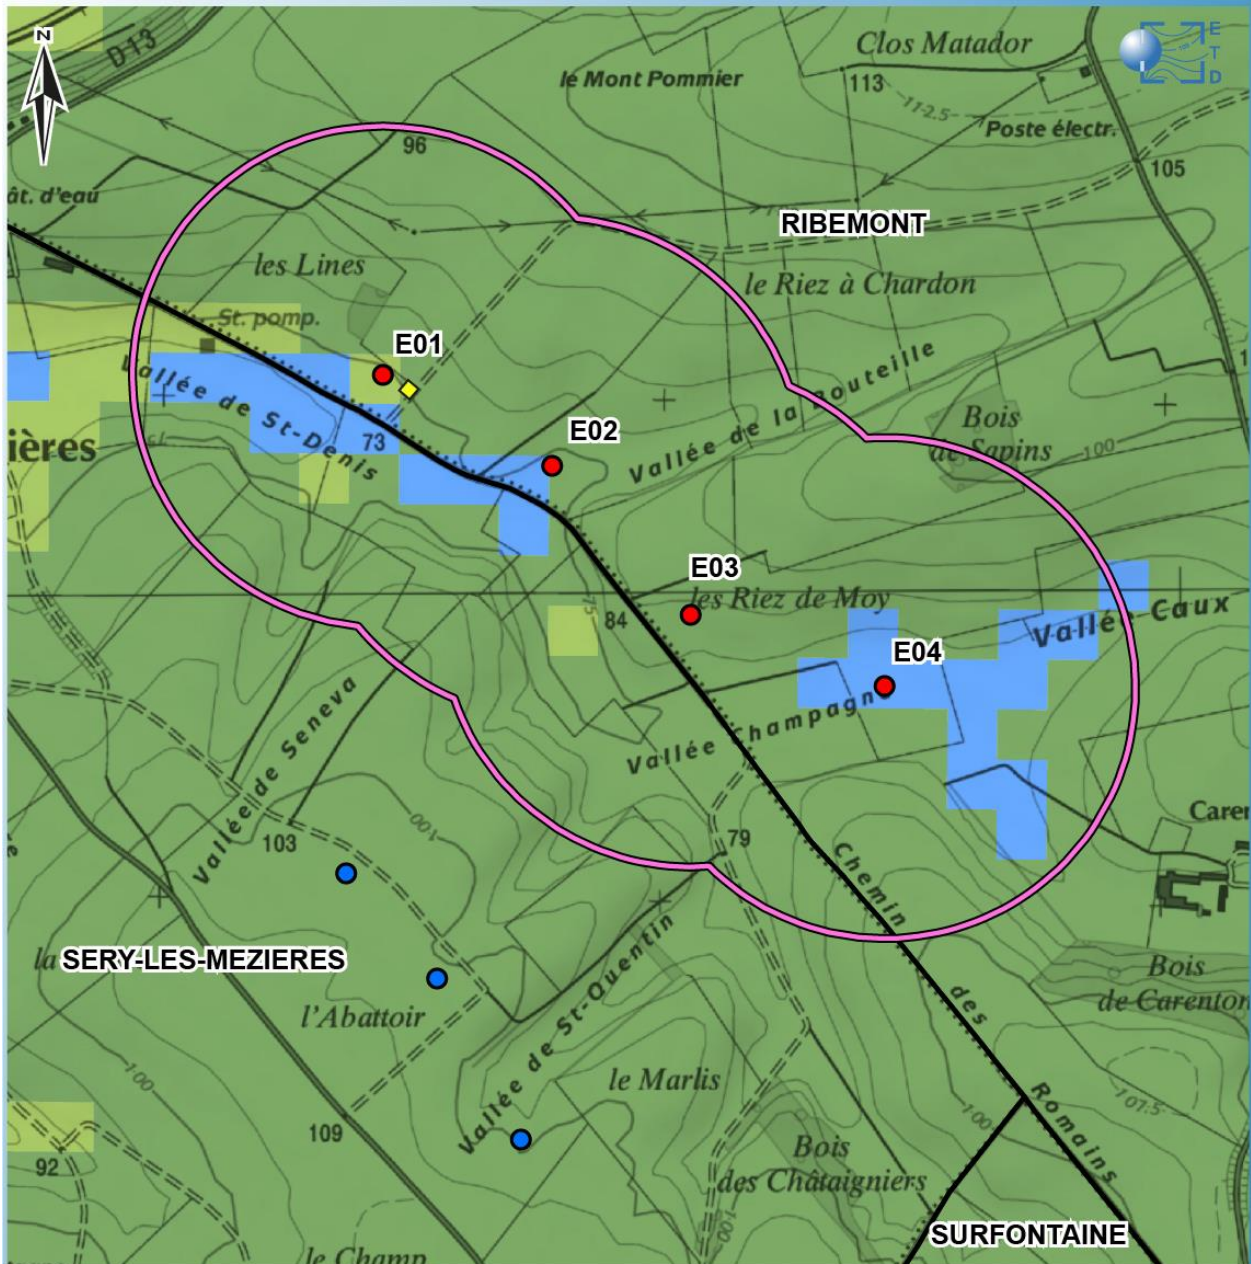 N
D13
Clos Matador
le Mont Pommier
113
112.5
E
T
D
Poste électr.
96
105
ât. d'eau
RIBEMONT
les Lines
le Riez à Chardon
St. pomp.
E01
Vallée de St-Denis
73
ières
E02
Vallée de la Bouteille
Bois
de Sapins
100
E03
les Riez de Moy
75
84
Vallée Caux
E04
Vallée Champagne
Vallée de Seneva
100
103
79
Caren
Chemin des Romains
la
SERY-LES-MEZIERES
l'Abattoir
Vallée de St-Quentin
Bois
de Carenton
le Marlis
100
107.5
100
109
92
Bois
des Châtaigniers
100
SURFONTAINE
le Champ